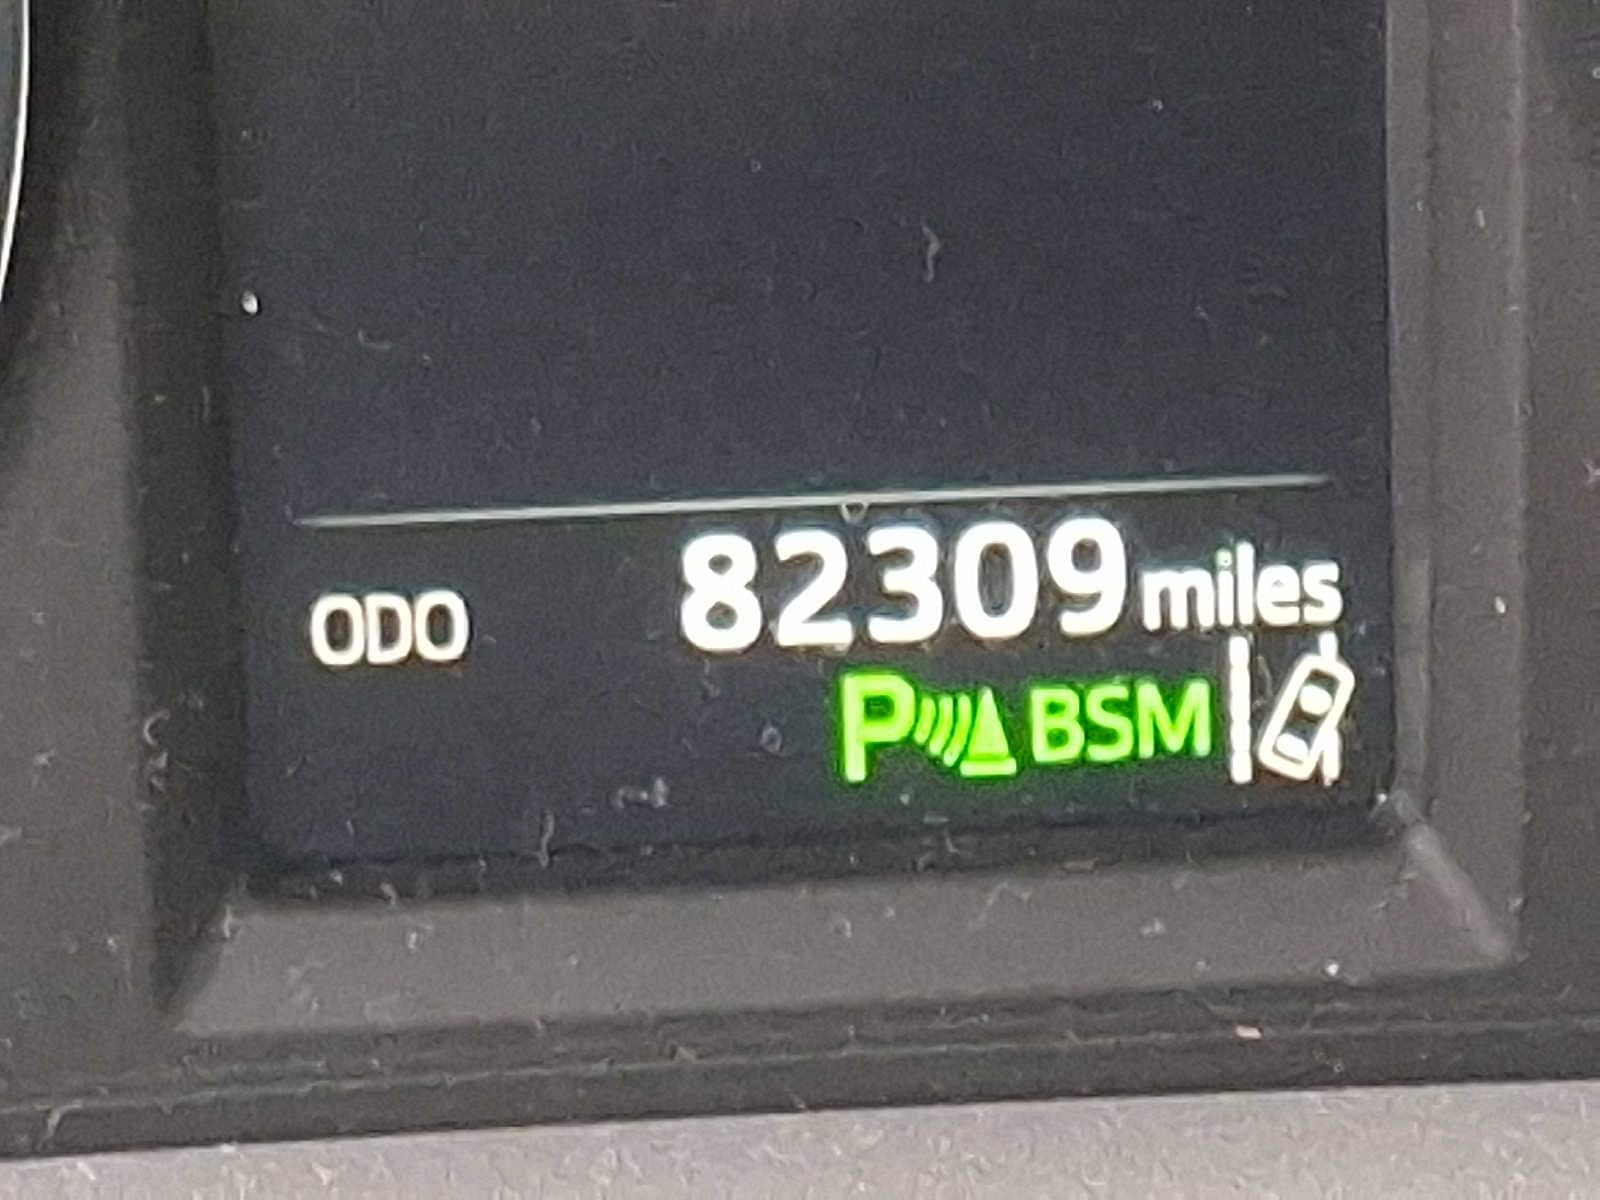 ODO 82309 miles
P BSM